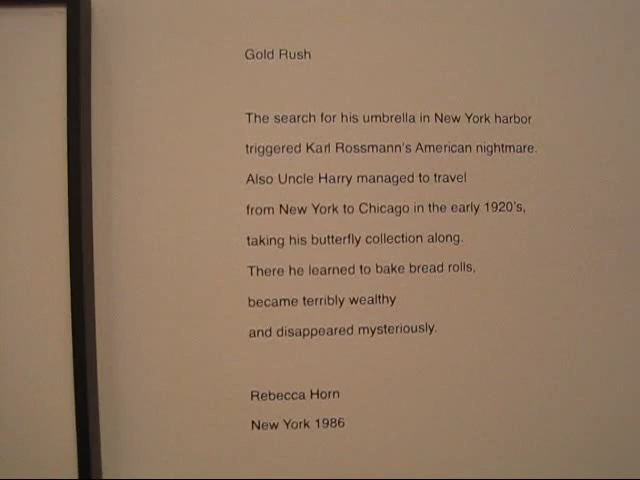 Gold Rush
The search for his umbrella in New York harbor
triggered Karl Rossmann's American nightmare.
Also Uncle Harry managed to travel
from New York to Chicago in the early 1920's,
taking his butterfly collection along.
There he learned to bake bread rolls,
became terribly wealthy
and disappeared mysteriously.
Rebecca Horn
New York 1986